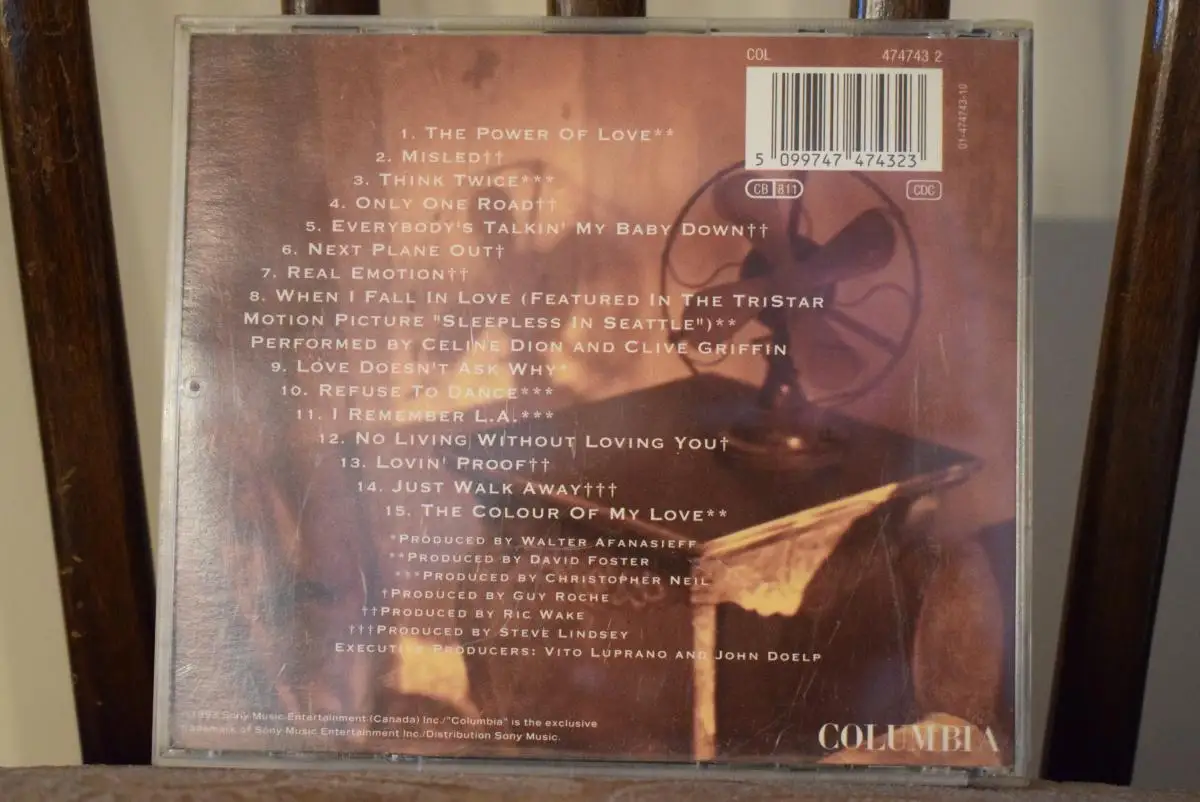 COL 474743 2
5 099747 474323
01-474743-10
CB 811
CDC
1. THE POWER OF LOVE**
2. MISLED††
3. THINK TWICE***
4. ONLY ONE ROAD††
5. EVERYBODY'S TALKIN' MY BABY DOWN††
6. NEXT PLANE OUT†
7. REAL EMOTION††
8. WHEN I FALL IN LOVE (FEATURED IN THE TRISTAR
MOTION PICTURE "SLEEPLESS IN SEATTLE")**
PERFORMED BY CELINE DION AND CLIVE GRIFFIN
9. LOVE DOESN'T ASK WHY*
10. REFUSE TO DANCE***
11. I REMEMBER L.A.***
12. NO LIVING WITHOUT LOVING YOU†
13. LOVIN' PROOF††
14. JUST WALK AWAY†††
15. THE COLOUR OF MY LOVE**
*PRODUCED BY WALTER AFANASIEFF
**PRODUCED BY DAVID FOSTER
***PRODUCED BY CHRISTOPHER NEIL
†PRODUCED BY GUY ROCHE
††PRODUCED BY RIC WAKE
†††PRODUCED BY STEVE LINDSEY
EXECUTIVE PRODUCERS: VITO LUPRANO AND JOHN DOELP
1993 Sony Music Entertainment (Canada) Inc./"Columbia" is the exclusive
trademark of Sony Music Entertainment Inc./Distribution Sony Music.
COLUMBIA